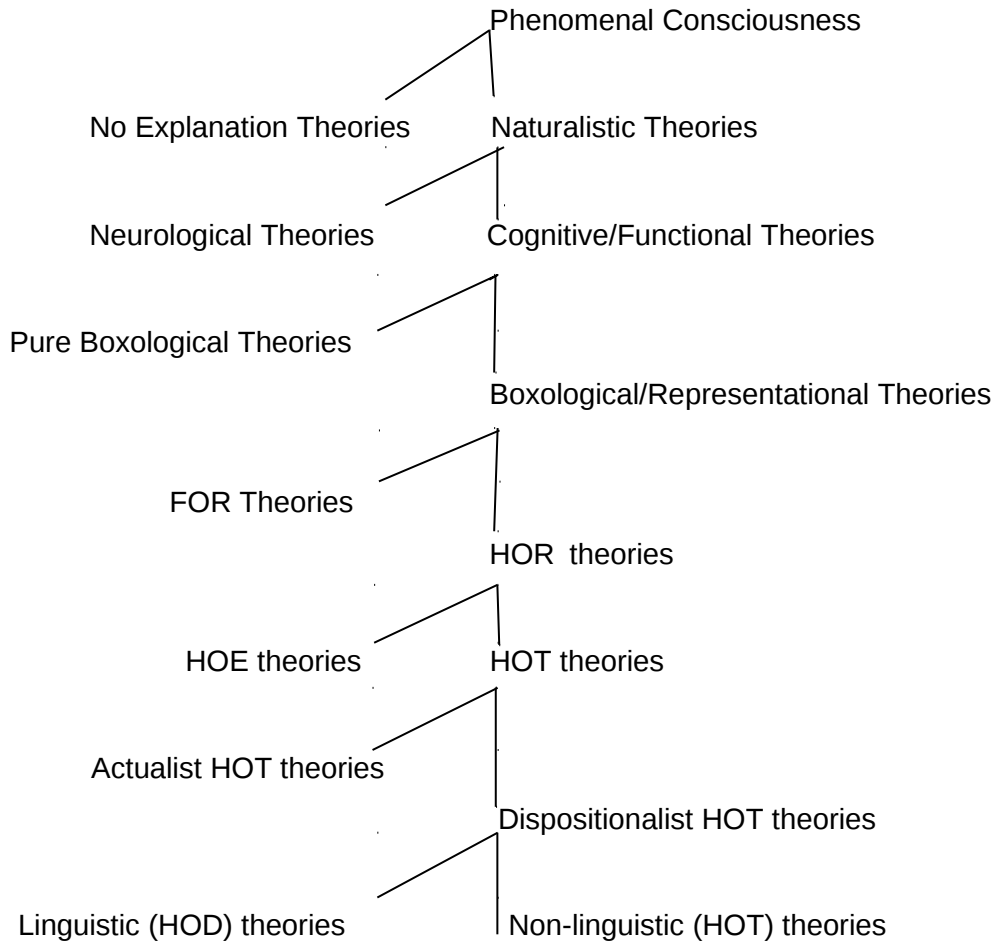 Phenomenal Consciousness
No Explanation Theories
Naturalistic Theories
Neurological Theories
Cognitive/Functional Theories
Pure Boxological Theories
Boxological/Representational Theories
FOR Theories
HOR theories
HOE theories
HOT theories
Actualist HOT theories
Dispositionalist HOT theories
Linguistic (HOD) theories
Non-linguistic (HOT) theories